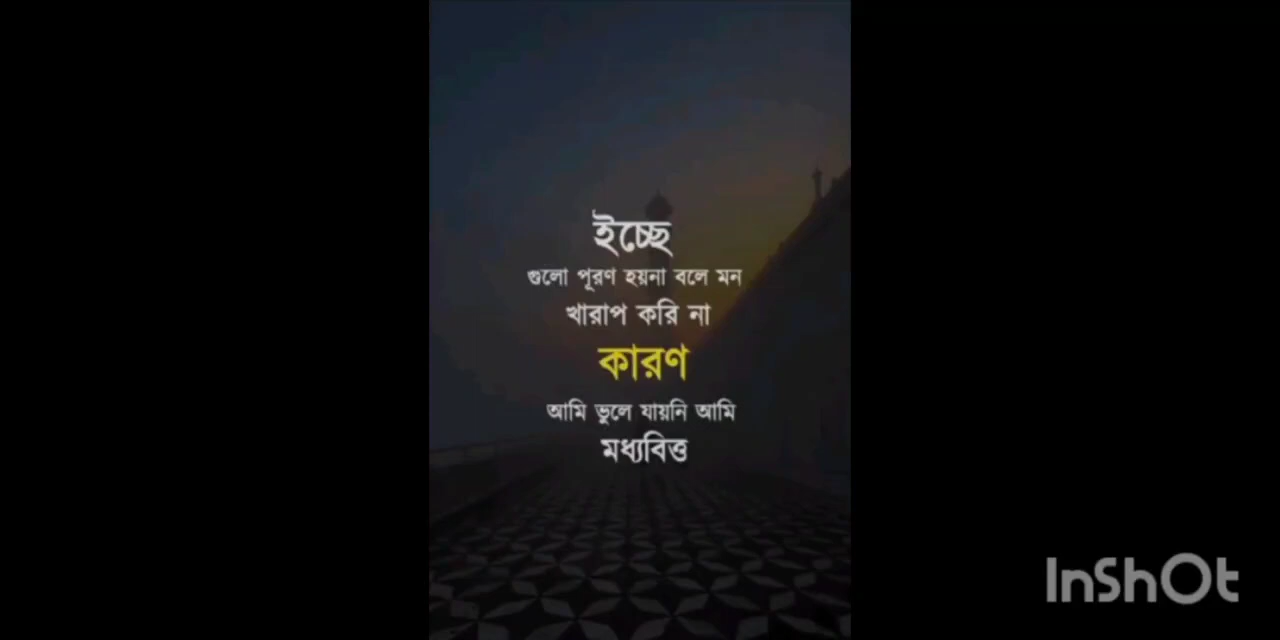 ইচ্ছে
গুলো পূরণ হয়না বলে মন
খারাপ করি না
কারণ
আমি ভুলে যায়নি আমি
মধ্যবিত্ত
InShOt